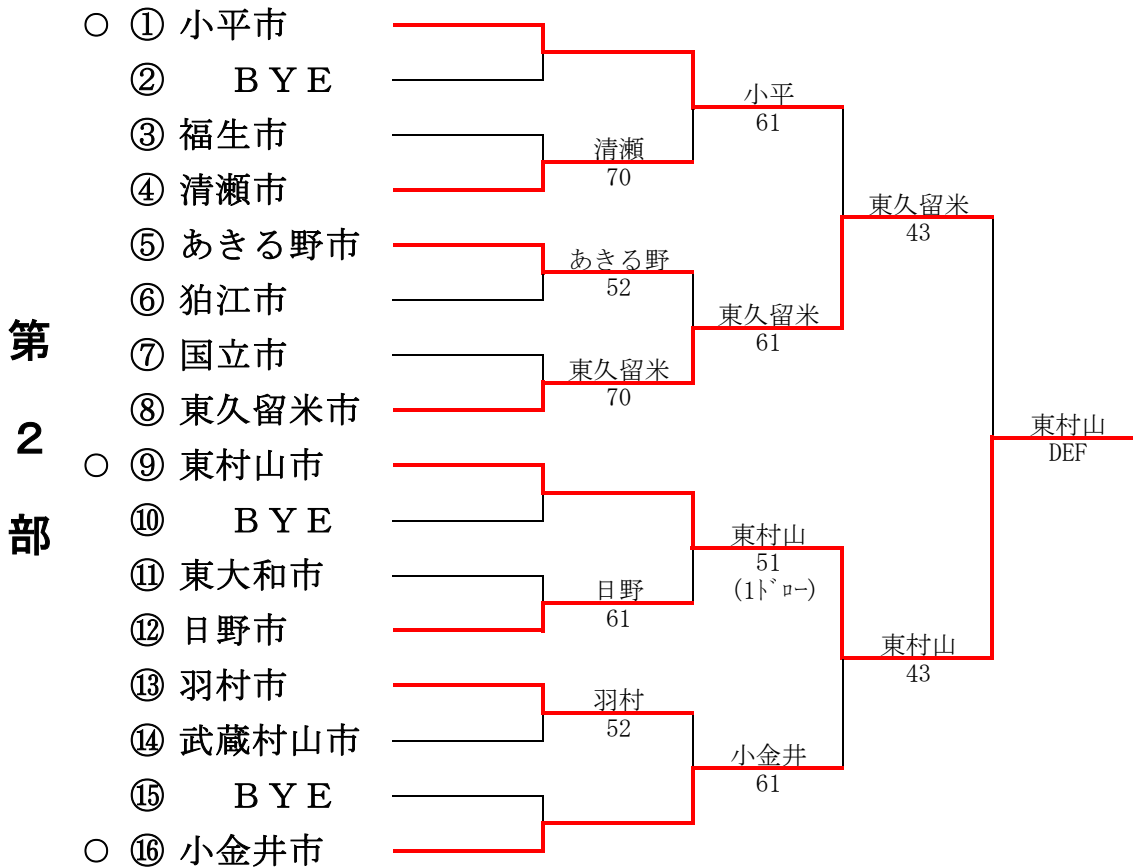 第2部
○ ① 小平市
② ＢＹＥ
③ 福生市
④ 清瀬市
⑤ あきる野市
⑥ 狛江市
⑦ 国立市
⑧ 東久留米市
○ ⑨ 東村山市
⑩ ＢＹＥ
⑪ 東大和市
⑫ 日野市
⑬ 羽村市
⑭ 武蔵村山市
⑮ ＢＹＥ
○ ⑯ 小金井市
清瀬
70
あきる野
52
東久留米
70
日野
61
羽村
52
小平
61
東久留米
61
東村山
51
(1ﾄﾞﾛｰ)
小金井
61
東久留米
43
東村山
43
東村山
DEF